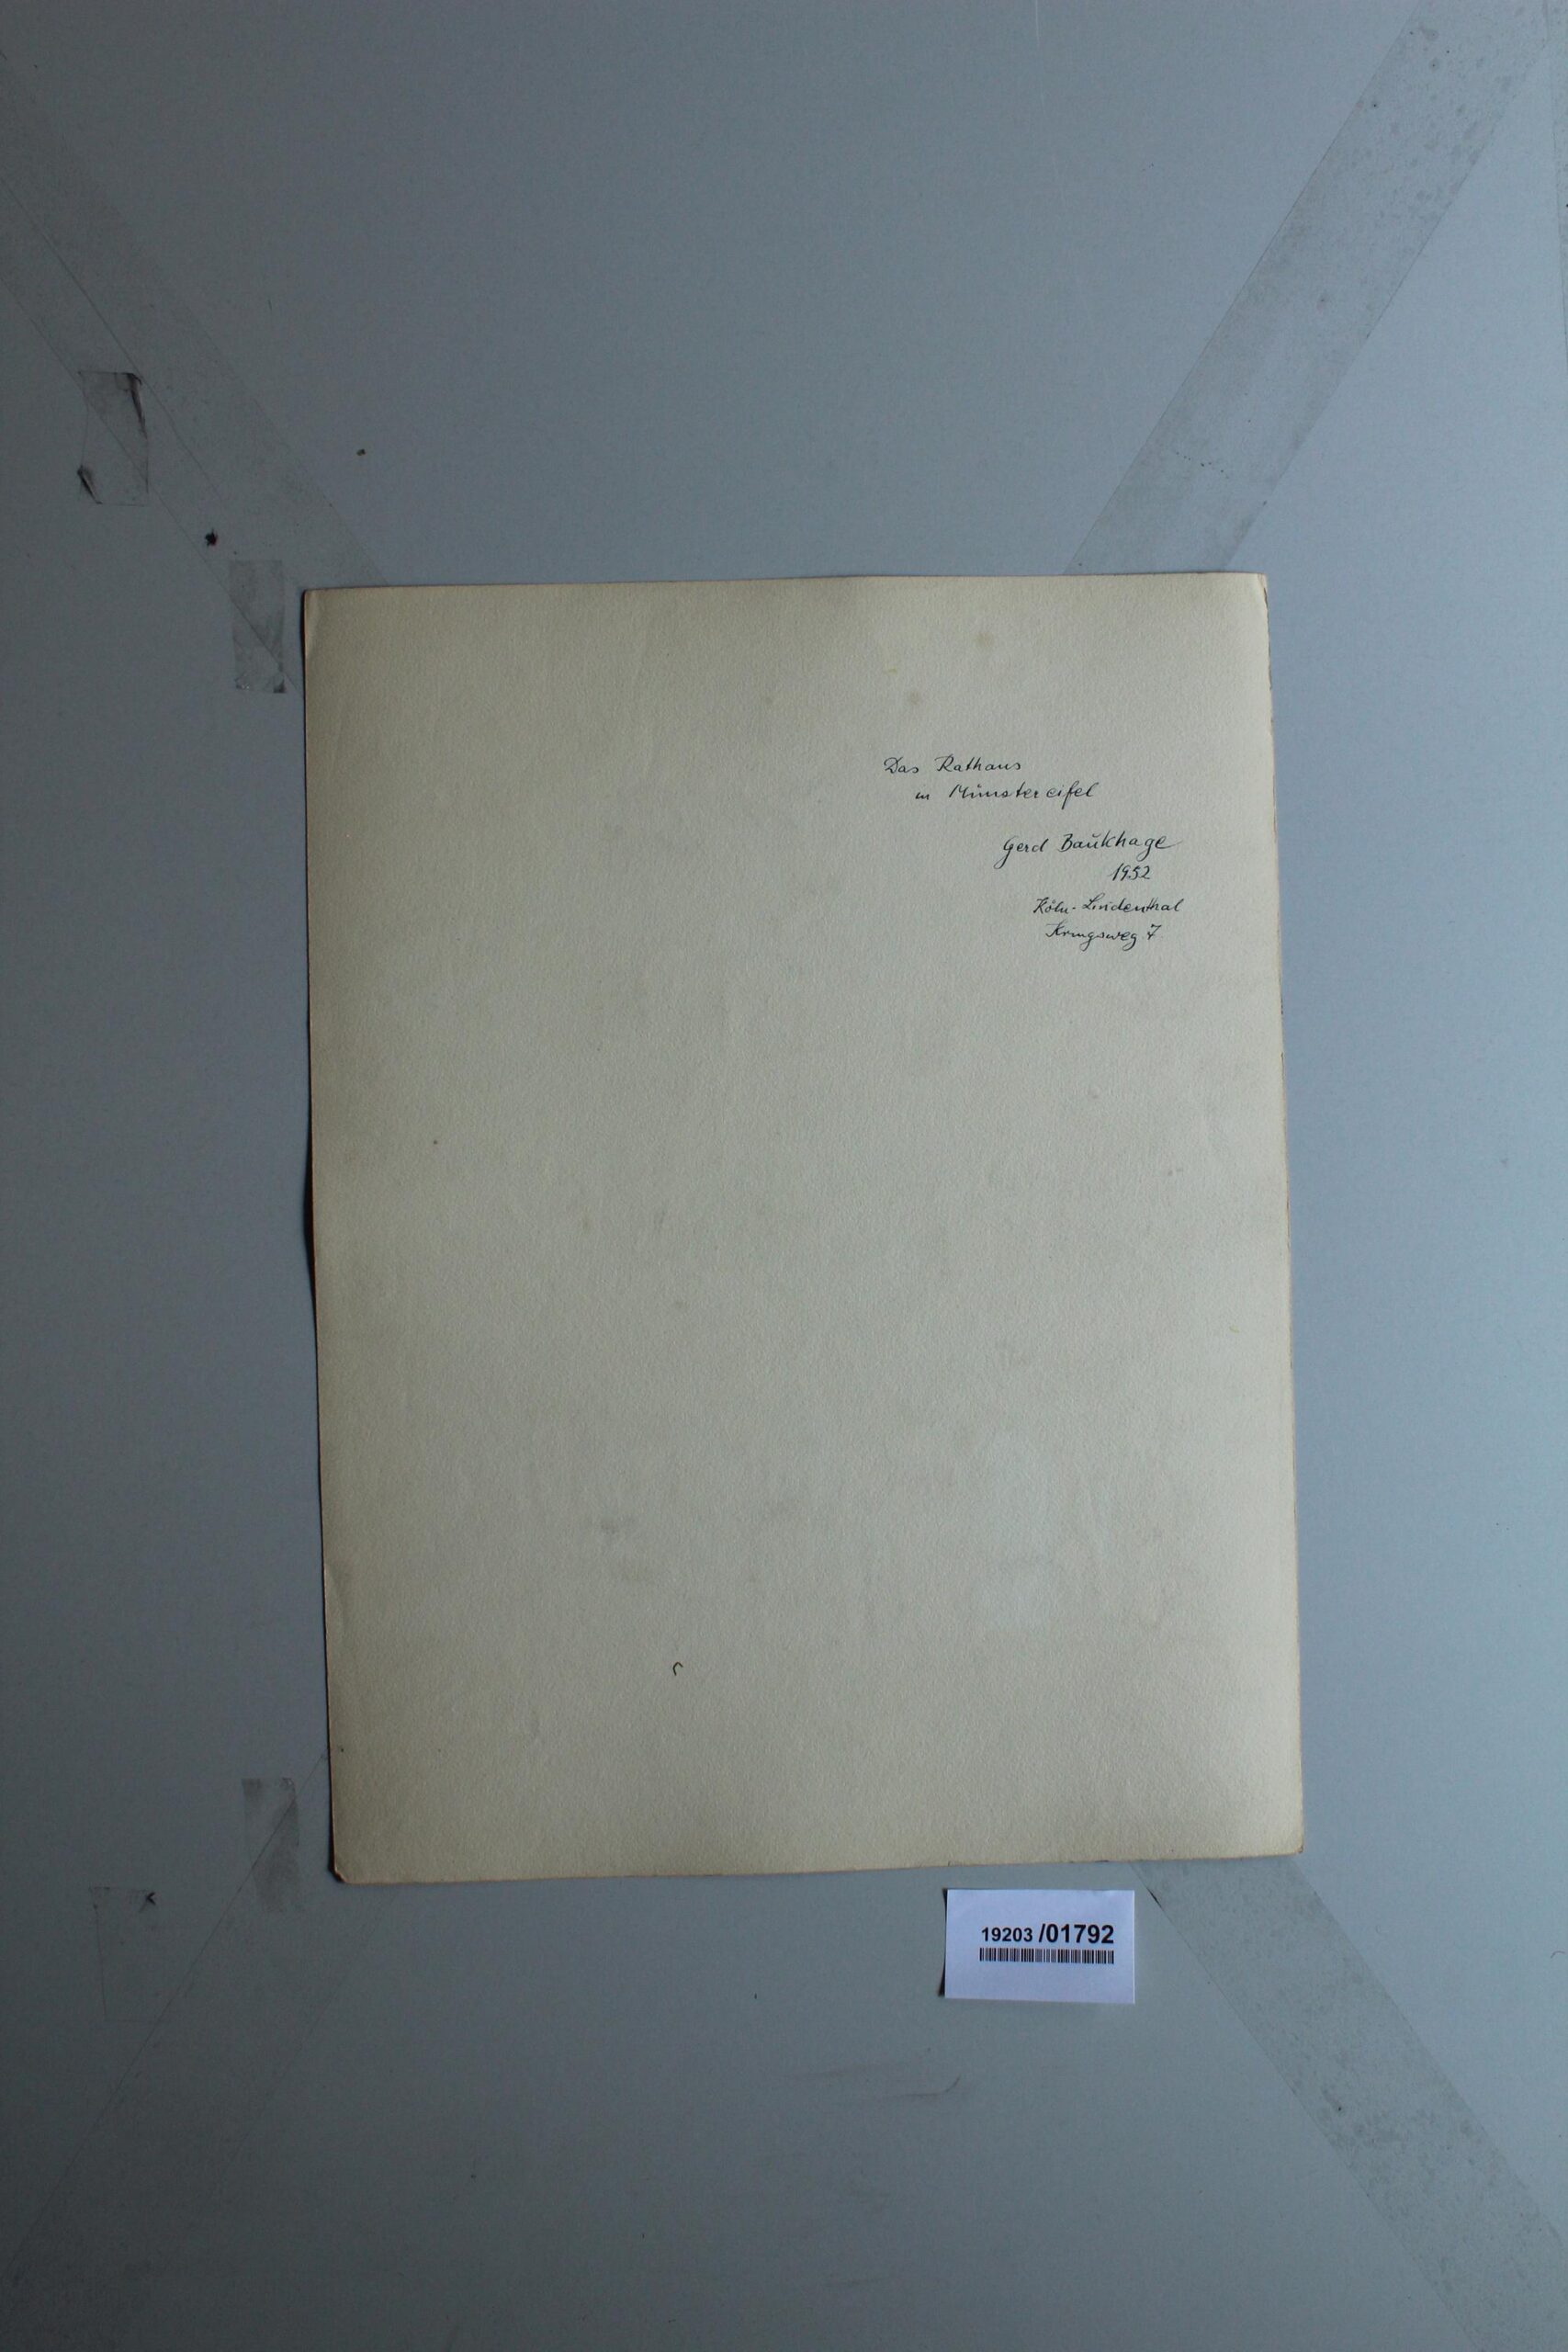 Das Rathaus
in Münstereifel
Gerd Baukhage
1952
Köln-Lindenthal
Kringsweg 7
19203 /01792